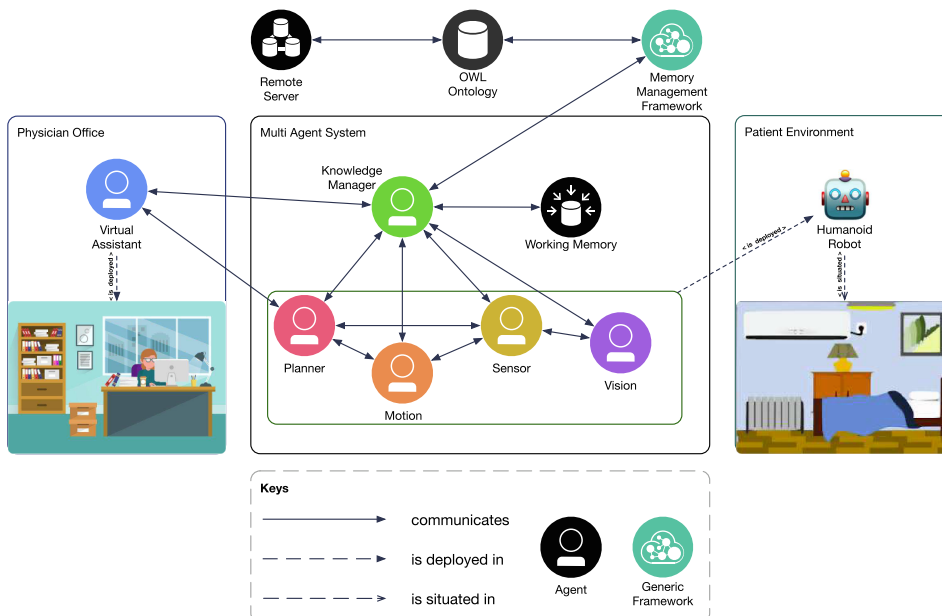 Remote
Server
OWL
Ontology
Memory
Management
Framework
Physician Office
Multi Agent System
Patient Environment
Knowledge
Manager
Virtual
Assistant
Working Memory
Humanoid
Robot
< is deployed >
< is deployed >
< is situated >
Planner
Motion
Sensor
Vision
Keys
communicates
is deployed in
is situated in
Agent
Generic
Framework